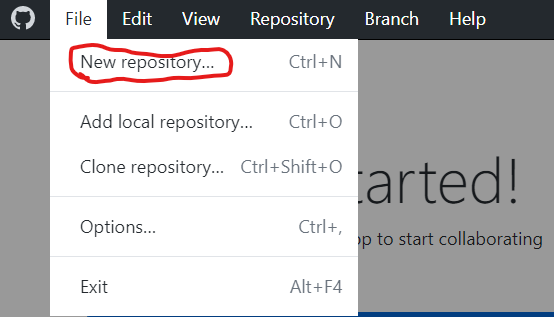 File Edit View Repository Branch Help
New repository... Ctrl+N
Add local repository... Ctrl+O
Clone repository... Ctrl+Shift+O
Options... Ctrl+,
Exit Alt+F4
tarted!
op to start collaborating